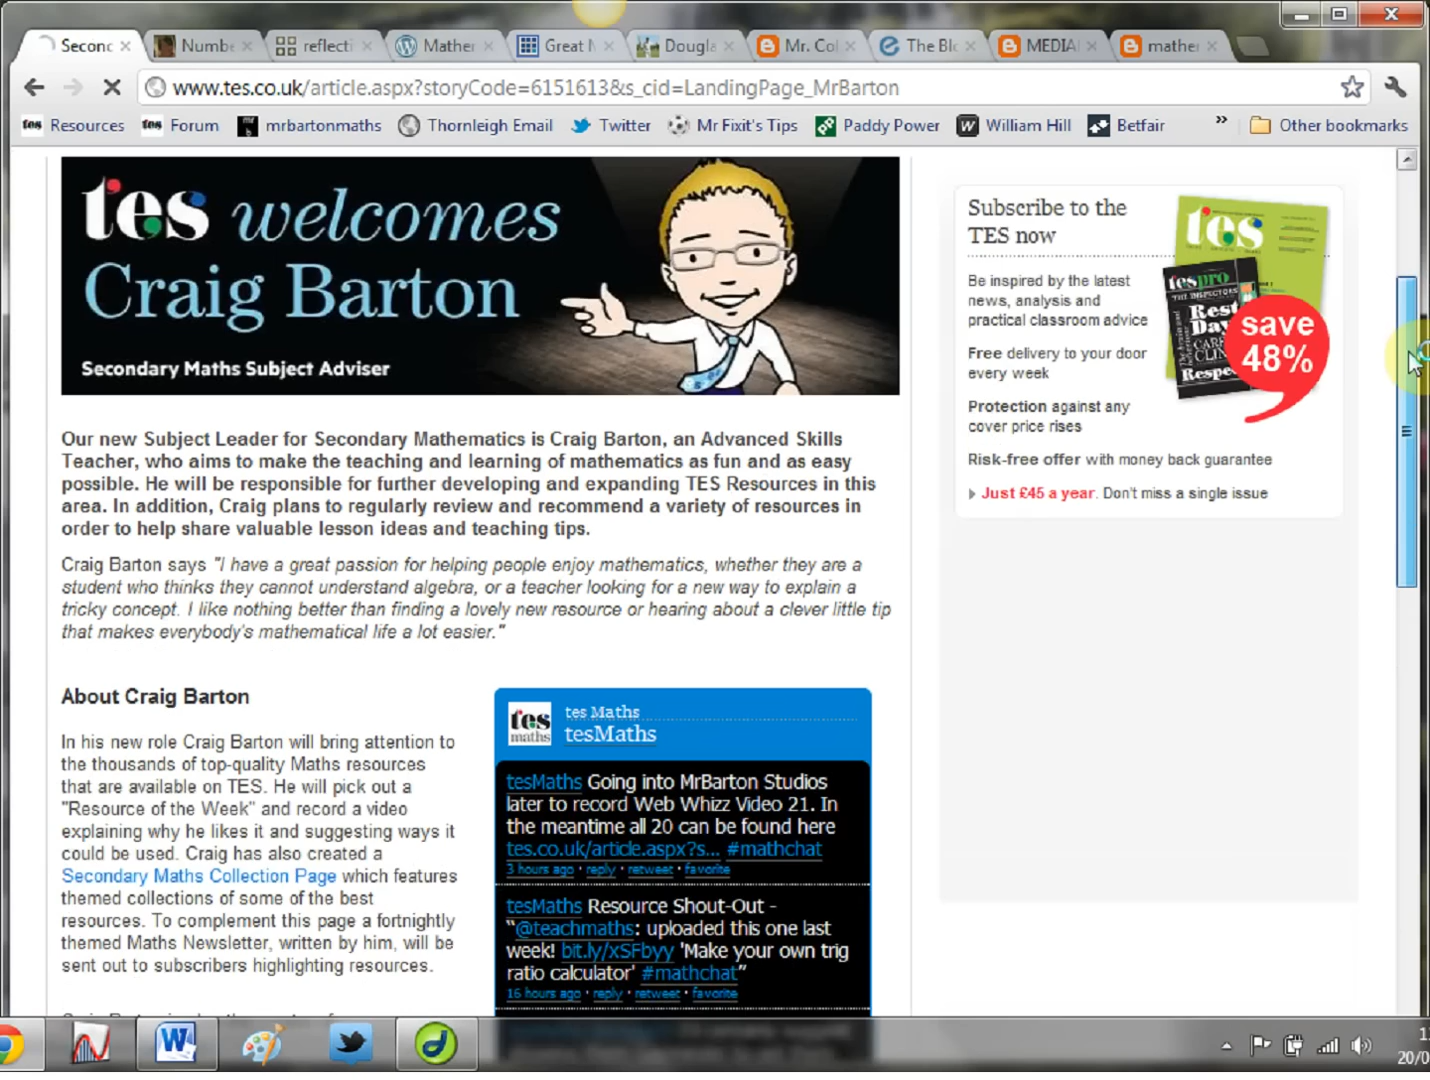 Secon
Numbe
reflecti
Mather
Great M
Dougla
Mr. Col
The Blo
MEDIA
mather
www.tes.co.uk/article.aspx?storyCode=6151613&s_cid=LandingPage_MrBarton
tes Resources
tes Forum
mrbartonmaths
Thornleigh Email
Twitter
Mr Fixit's Tips
Paddy Power
William Hill
Betfair
»
Other bookmarks
tes welcomes
Craig Barton
Secondary Maths Subject Adviser
Our new Subject Leader for Secondary Mathematics is Craig Barton, an Advanced Skills
Teacher, who aims to make the teaching and learning of mathematics as fun and as easy
possible. He will be responsible for further developing and expanding TES Resources in this
area. In addition, Craig plans to regularly review and recommend a variety of resources in
order to help share valuable lesson ideas and teaching tips.
Craig Barton says "I have a great passion for helping people enjoy mathematics, whether they are a
student who thinks they cannot understand algebra, or a teacher looking for a new way to explain a
tricky concept. I like nothing better than finding a lovely new resource or hearing about a clever little tip
that makes everybody's mathematical life a lot easier."
About Craig Barton
In his new role Craig Barton will bring attention to
the thousands of top-quality Maths resources
that are available on TES. He will pick out a
"Resource of the Week" and record a video
explaining why he likes it and suggesting ways it
could be used. Craig has also created a
Secondary Maths Collection Page which features
themed collections of some of the best
resources. To complement this page a fortnightly
themed Maths Newsletter, written by him, will be
sent out to subscribers highlighting resources.
tes
maths
tes Maths
tesMaths
tesMaths Going into MrBarton Studios
later to record Web Whizz Video 21. In
the meantime all 20 can be found here
tes.co.uk/article.aspx?s... #mathchat
3 hours ago · reply · retweet · favorite
tesMaths Resource Shout-Out -
“@teachmaths: uploaded this one last
week! bit.ly/xSFbyy 'Make your own trig
ratio calculator' #mathchat”
16 hours ago · reply · retweet · favorite
Subscribe to the
TES now
Be inspired by the latest
news, analysis and
practical classroom advice
Free delivery to your door
every week
Protection against any
cover price rises
Risk-free offer with money back guarantee
Just £45 a year. Don't miss a single issue
tes
tespro
THE INSPECTORS
save
48%
20/0